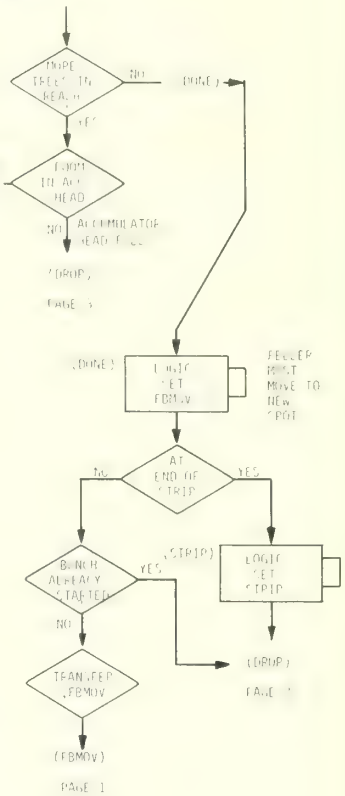 MORE
TREES IN
REACH
NO
(DONE)
YES
ROOM
IN ACC
HEAD
NO
ACCUMULATOR
HEAD FULL
(DROP)
PAGE
(DONE)
LOGIC
SET
FBMOV
FELLER
MUST
MOVE TO
NEW
SPOT
AT
END OF
STRIP
NO
YES
(STRIP)
LOGIC
SET
STRIP
BUNCH
ALREADY
STARTED
YES
NO
(DROP)
PAGE
TRANSFER
FBMOV
(FBMOV)
PAGE 1